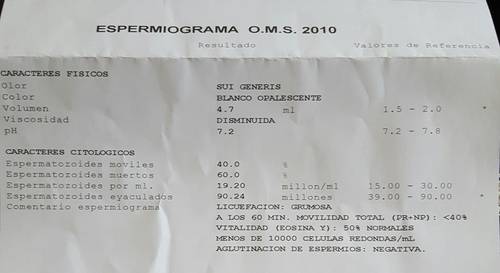 ESPERMIOGRAMA O.M.S. 2010
Resultado Valores de Referencia
CARACTERES FISICOS
Olor SUI GENERIS
Color BLANCO OPALESCENTE
Volumen 4.7 ml 1.5 - 2.0 *
Viscosidad DISMINUIDA
pH 7.2 7.2 - 7.8
CARACTERES CITOLOGICOS
Espermatozoides moviles 40.0 %
Espermatozoides muertos 60.0 %
Espermatozoides por ml. 19.20 millon/ml 15.00 - 30.00
Espermatozoides eyaculados 90.24 millones 39.00 - 90.00 *
Comentario espermiograma LICUEFACION: GRUMOSA
A LOS 60 MIN. MOVILIDAD TOTAL (PR+NP): <40%
VITALIDAD (EOSINA Y): 50% NORMALES
MENOS DE 10000 CELULAS REDONDAS/mL
AGLUTINACION DE ESPERMIOS: NEGATIVA.